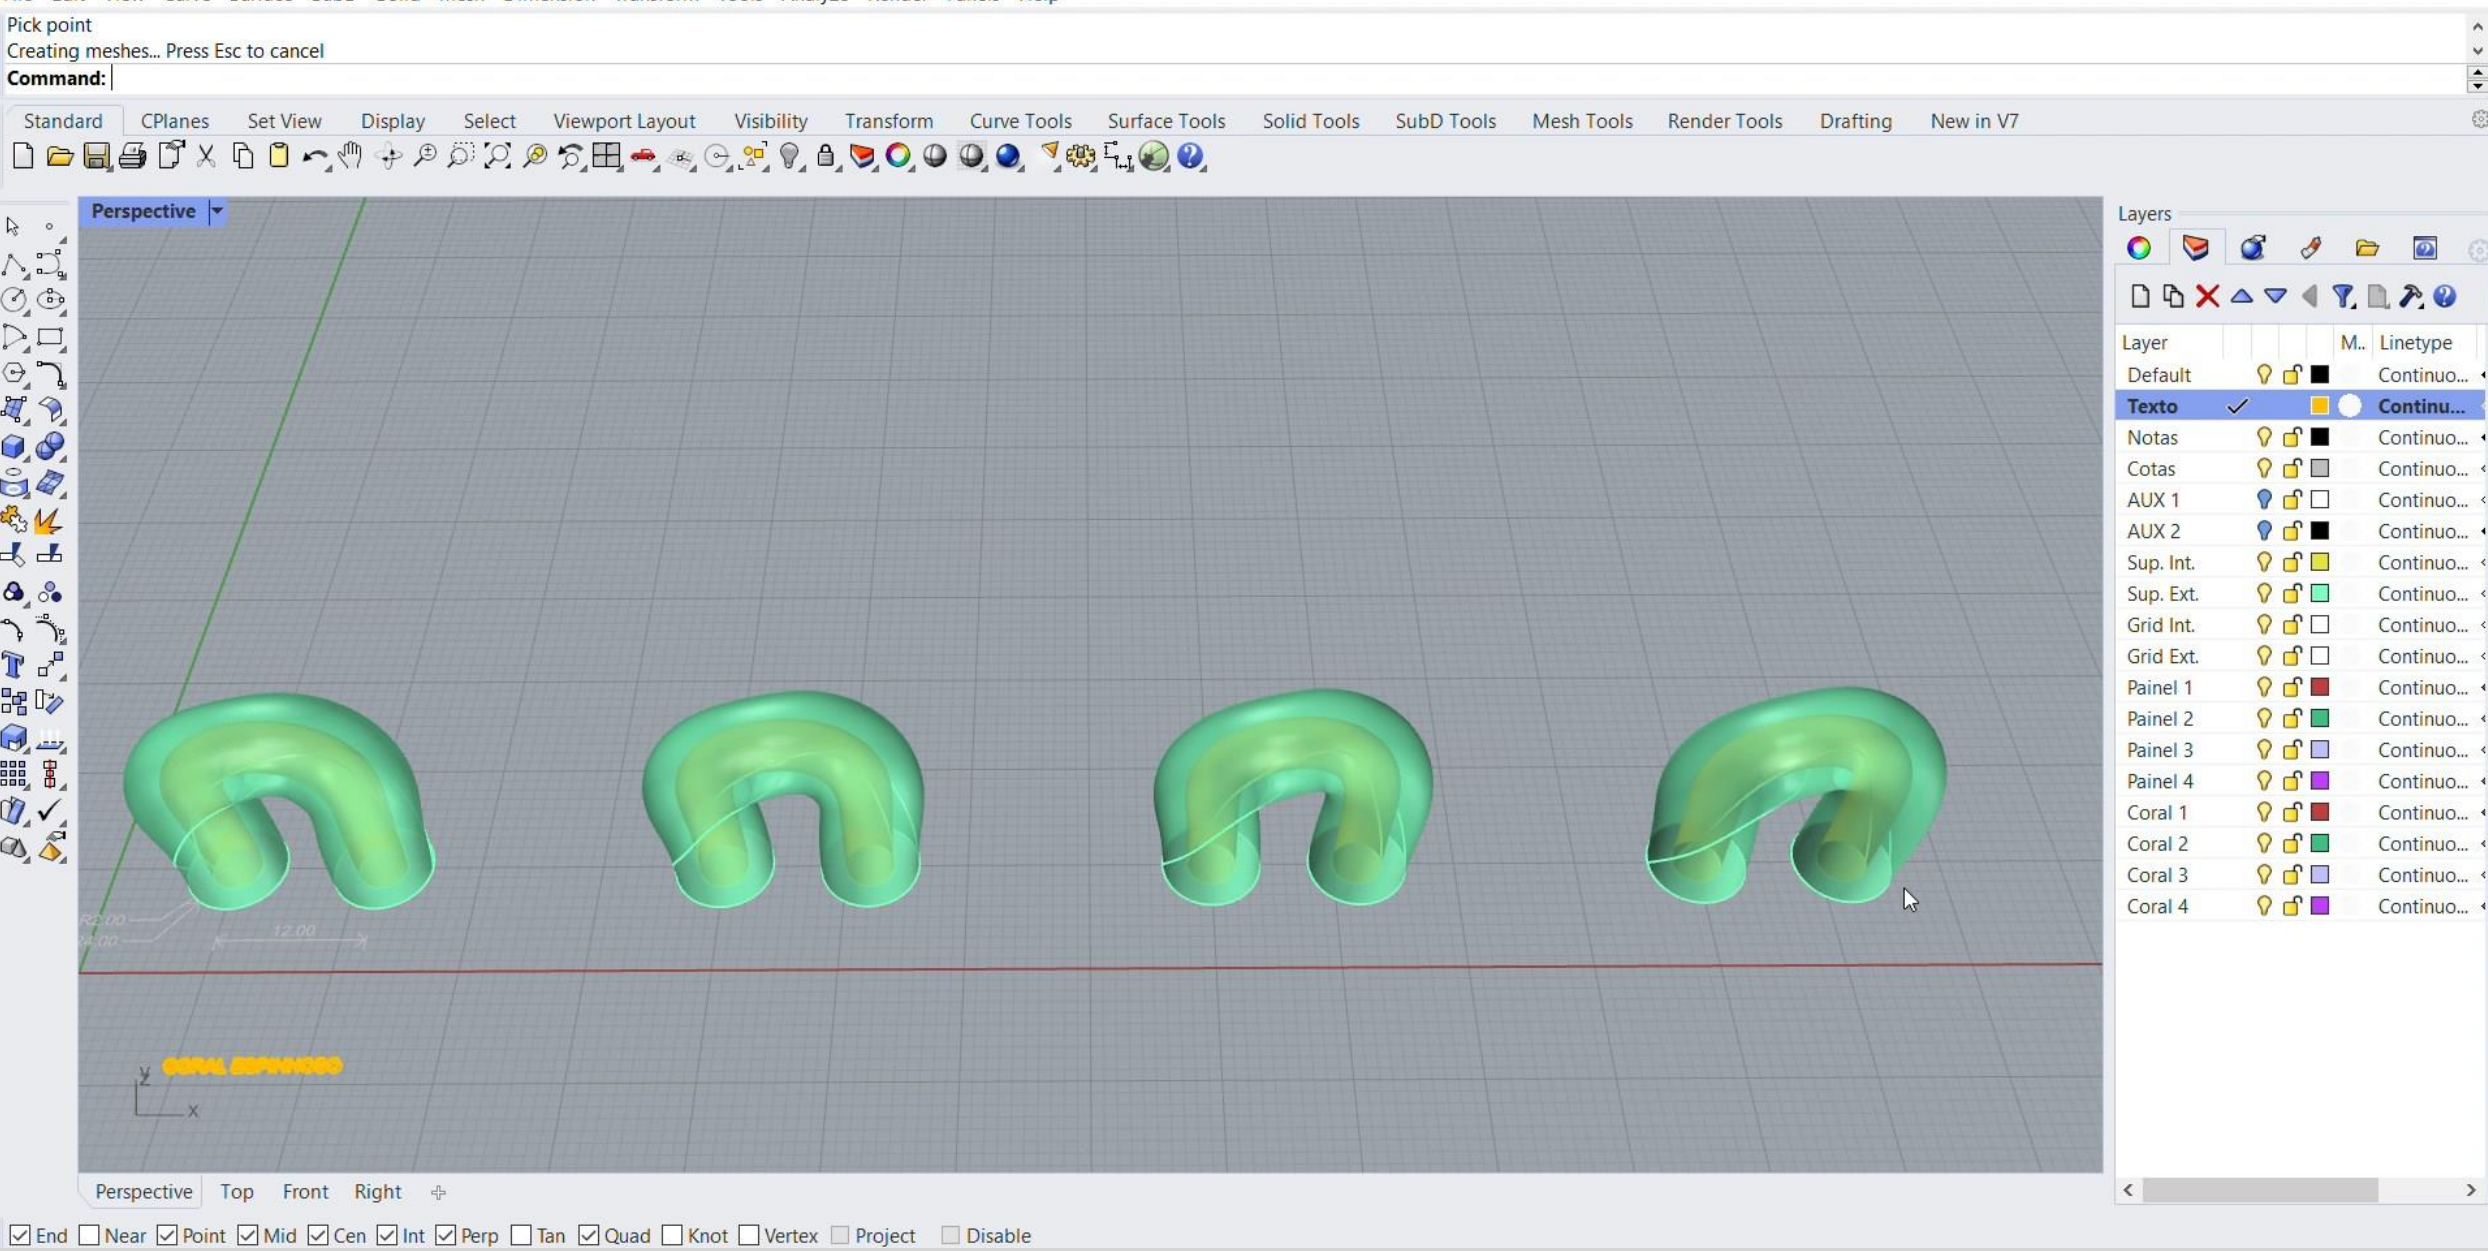 Pick point
Creating meshes... Press Esc to cancel
Command:
Standard CPlanes Set View Display Select Viewport Layout Visibility Transform Curve Tools Surface Tools Solid Tools SubD Tools Mesh Tools Render Tools Drafting New in V7
Perspective
Layers
Layer M.. Linetype
Default Continuo...
Texto Continu...
Notas Continuo...
Cotas Continuo...
AUX 1 Continuo...
AUX 2 Continuo...
Sup. Int. Continuo...
Sup. Ext. Continuo...
Grid Int. Continuo...
Grid Ext. Continuo...
Painel 1 Continuo...
Painel 2 Continuo...
Painel 3 Continuo...
Painel 4 Continuo...
Coral 1 Continuo...
Coral 2 Continuo...
Coral 3 Continuo...
Coral 4 Continuo...
R2.00
12.00
CORAL ESPINHOSO
y
z
x
Perspective Top Front Right
End Near Point Mid Cen Int Perp Tan Quad Knot Vertex Project Disable